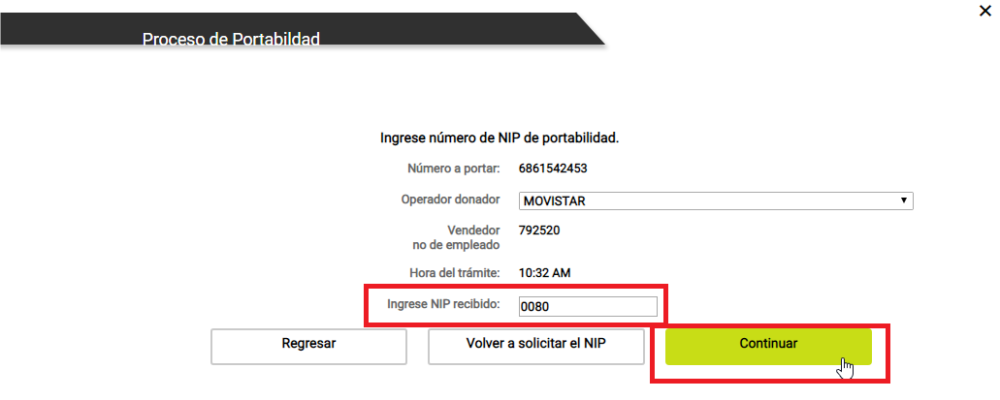 Proceso de Portabildad
Ingrese número de NIP de portabilidad.
Número a portar: 6861542453
Operador donador MOVISTAR
Vendedor 792520
no de empleado
Hora del trámite: 10:32 AM
Ingrese NIP recibido: 0080
Regresar Volver a solicitar el NIP Continuar